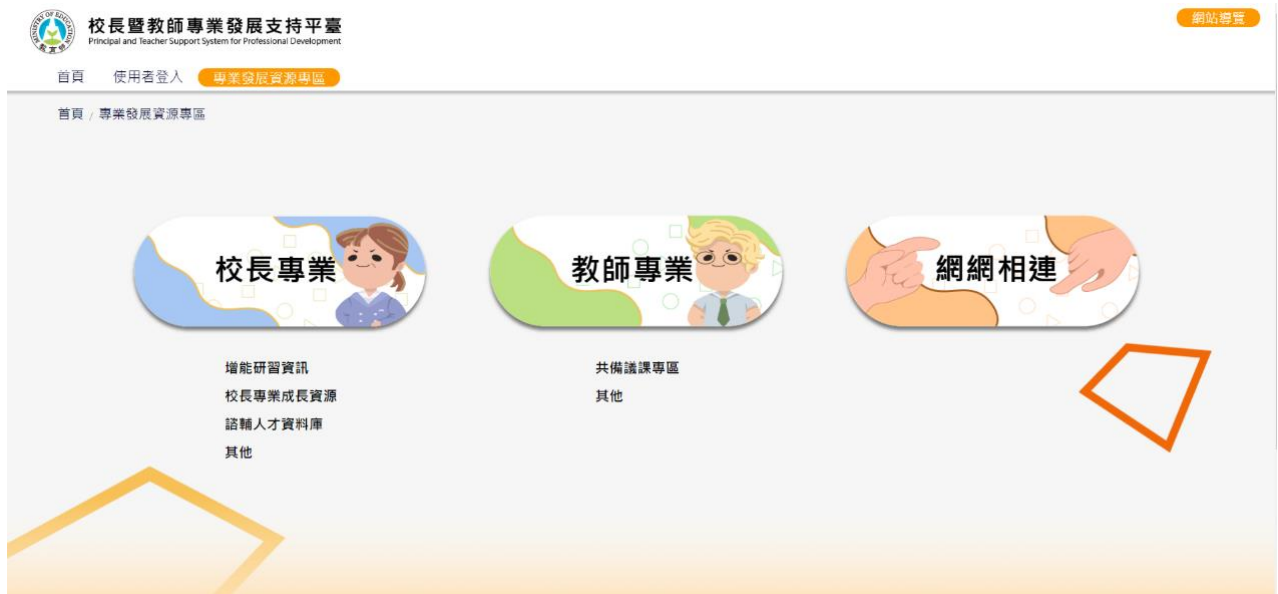 校長暨教師專業發展支持平臺
Principal and Teacher Support System for Professional Development
網站導覽
首頁
使用者登入
專業發展資源專區
首頁 / 專業發展資源專區
校長專業
教師專業
網網相連
增能研習資訊
校長專業成長資源
諮輔人才資料庫
其他
共備議課專區
其他